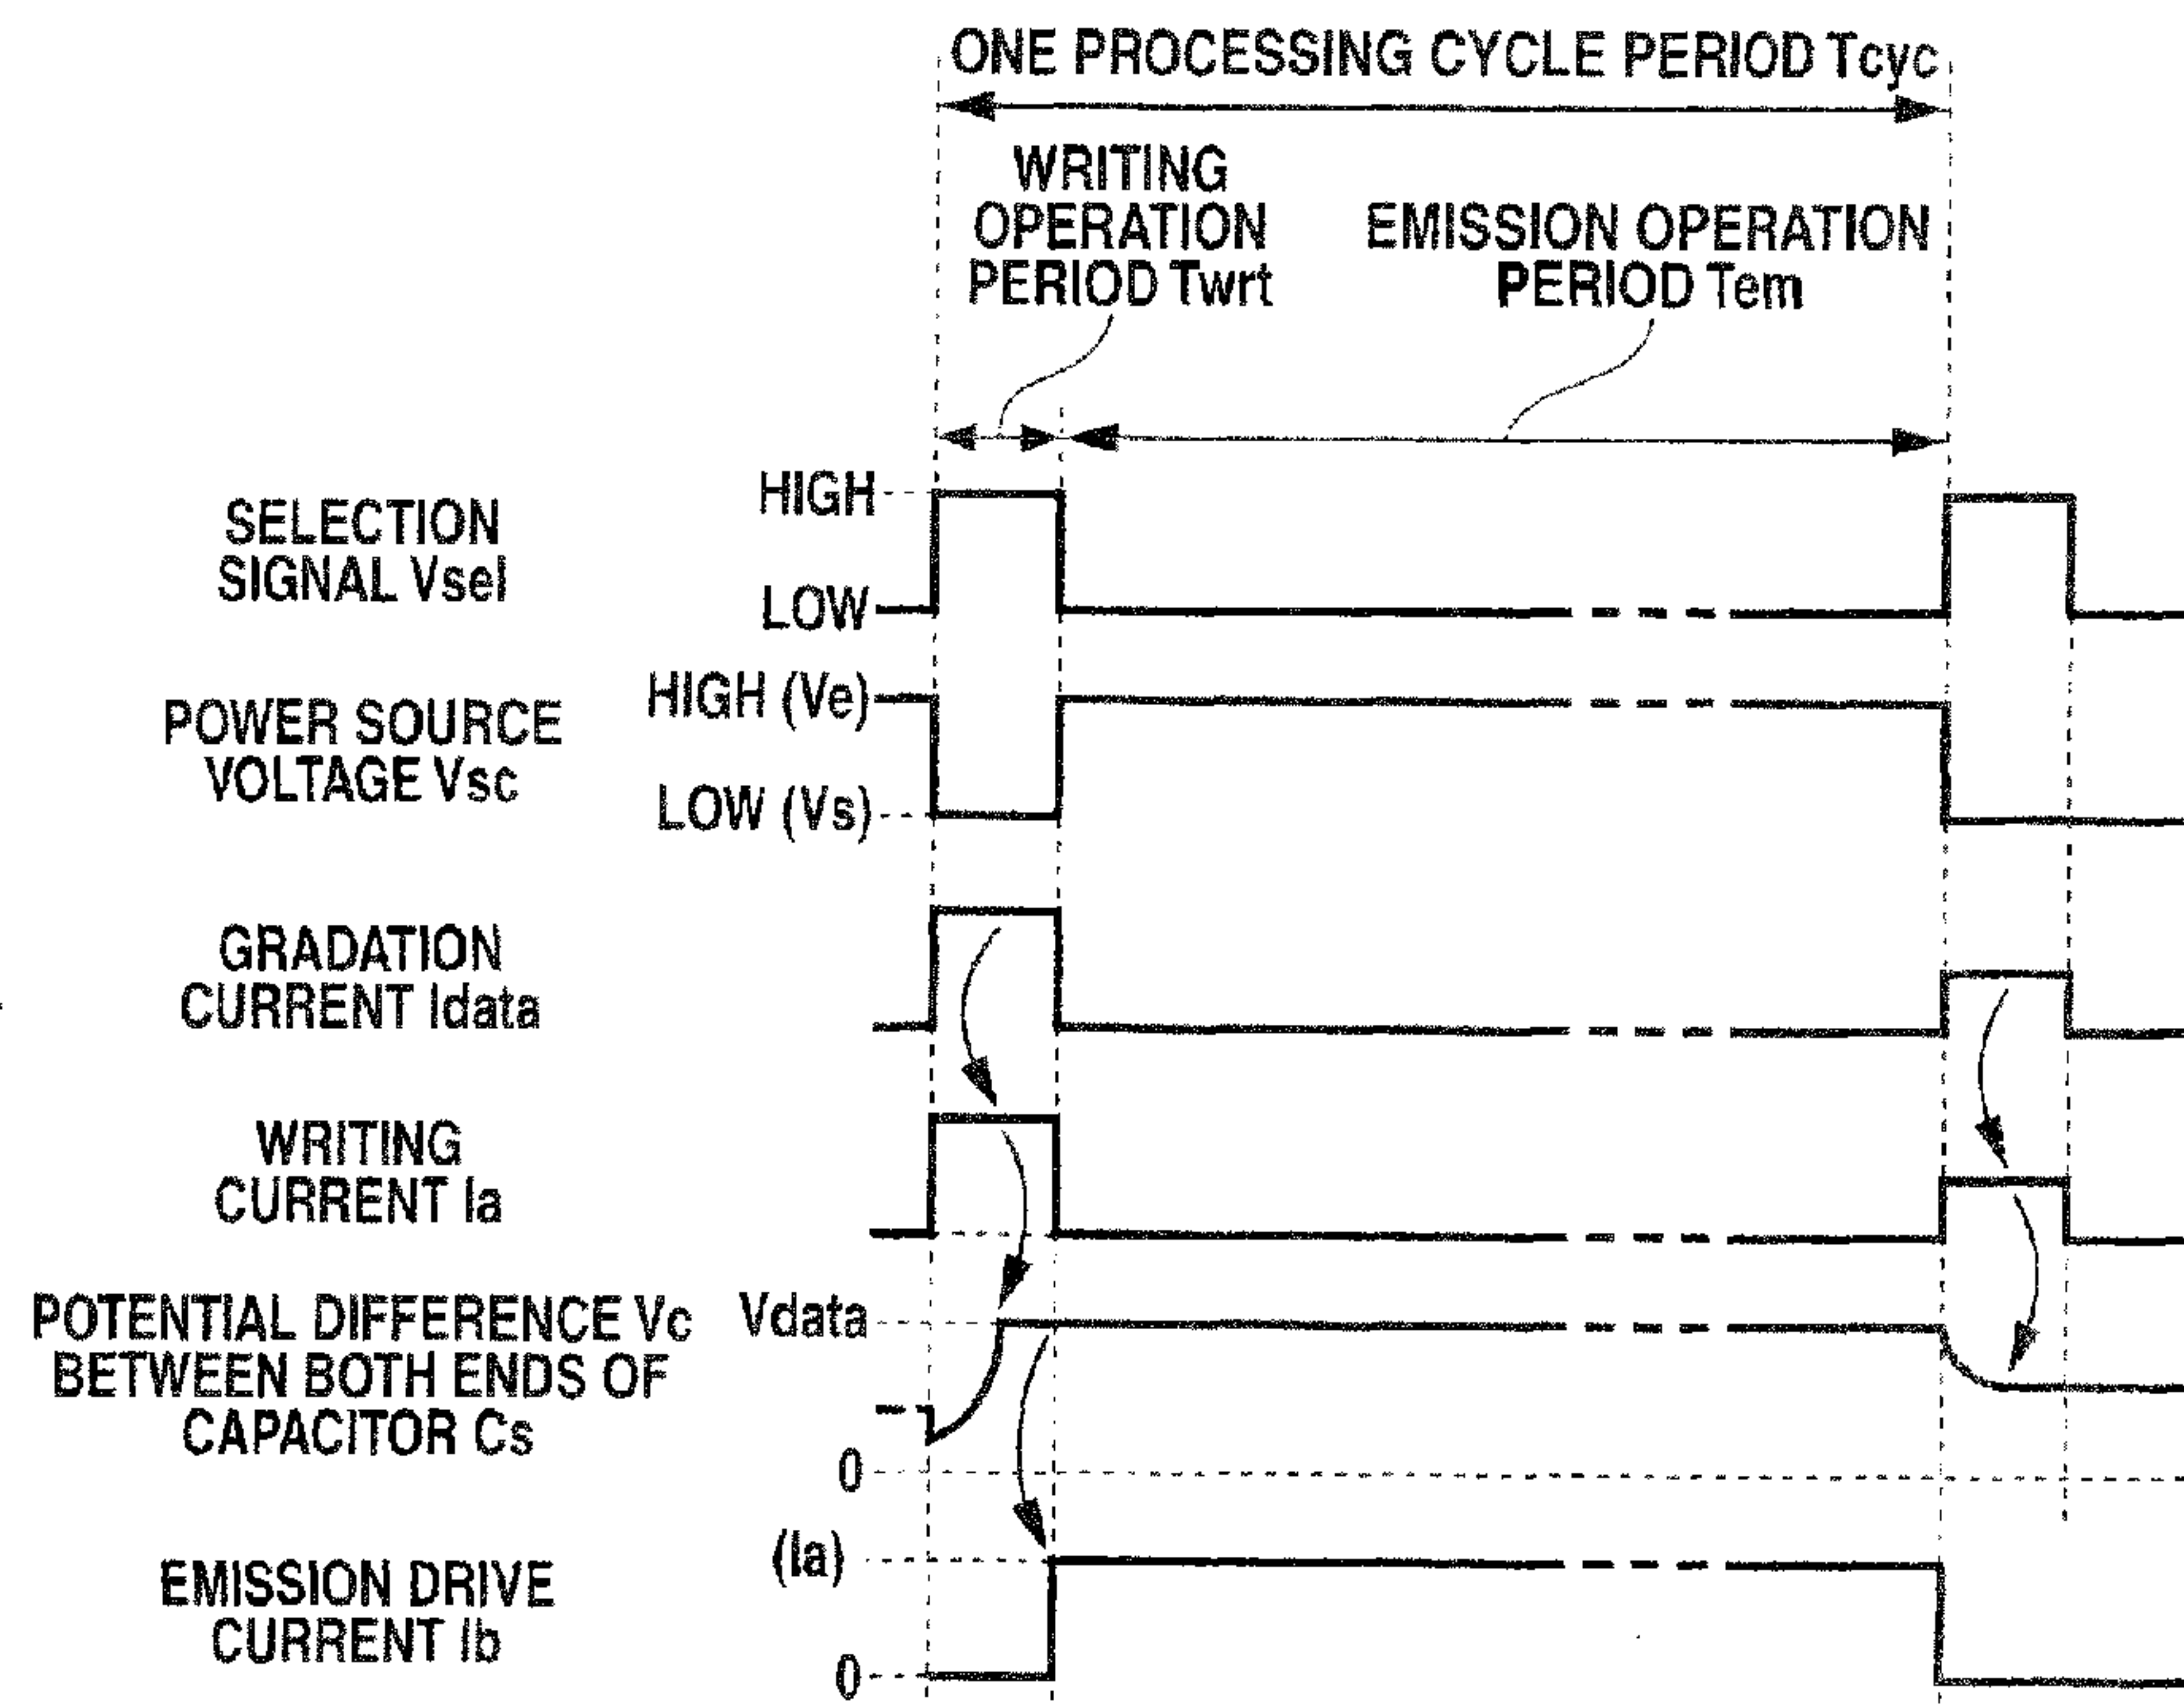 ONE PROCESSING CYCLE PERIOD Tcyc
WRITING
OPERATION
PERIOD Twrt
EMISSION OPERATION
PERIOD Tem
SELECTION
SIGNAL Vsel
HIGH
LOW
POWER SOURCE
VOLTAGE Vsc
HIGH (Ve)
LOW (Vs)
GRADATION
CURRENT Idata
WRITING
CURRENT Ia
POTENTIAL DIFFERENCE Vc
BETWEEN BOTH ENDS OF
CAPACITOR Cs
Vdata
0
EMISSION DRIVE
CURRENT Ib
(Ia)
0